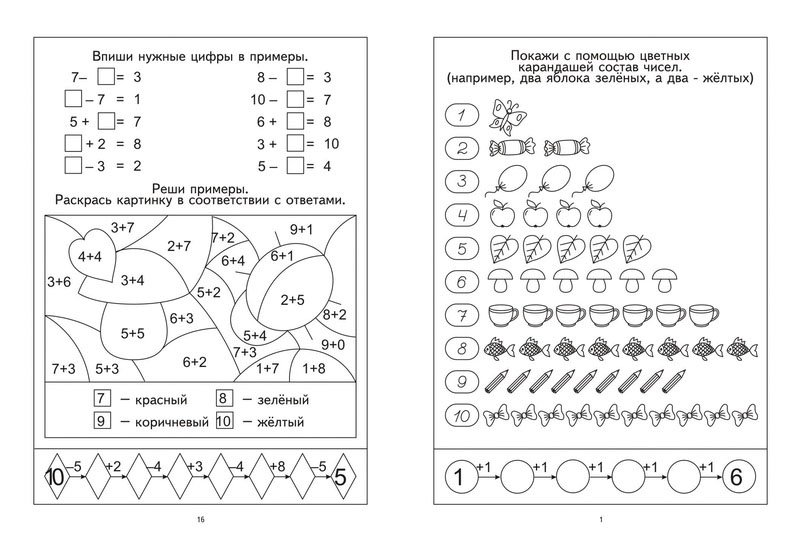 Впиши нужные цифры в примеры.
7– = 3
– 7 = 1
5 + = 7
+ 2 = 8
– 3 = 2
8 – = 3
10 – = 7
6 + = 8
3 + = 10
5 – = 4
Реши примеры.
Раскрась картинку в соответствии с ответами.
3+7
2+7
7+2
9+1
4+4
6+4
6+1
3+6
3+4
5+2
2+5
5+5
6+3
5+4
8+2
9+0
7+3
5+3
6+2
7+3
1+7
1+8
7 – красный
8 – зелёный
9 – коричневый
10 – жёлтый
10 –5 +2 –4 +3 –4 +8 –5 5
16
Покажи с помощью цветных
карандашей состав чисел.
(например, два яблока зелёных, а два - жёлтых)
1
2
3
4
5
6
7
8
9
10
1 +1 +1 +1 +1 +1 6
1